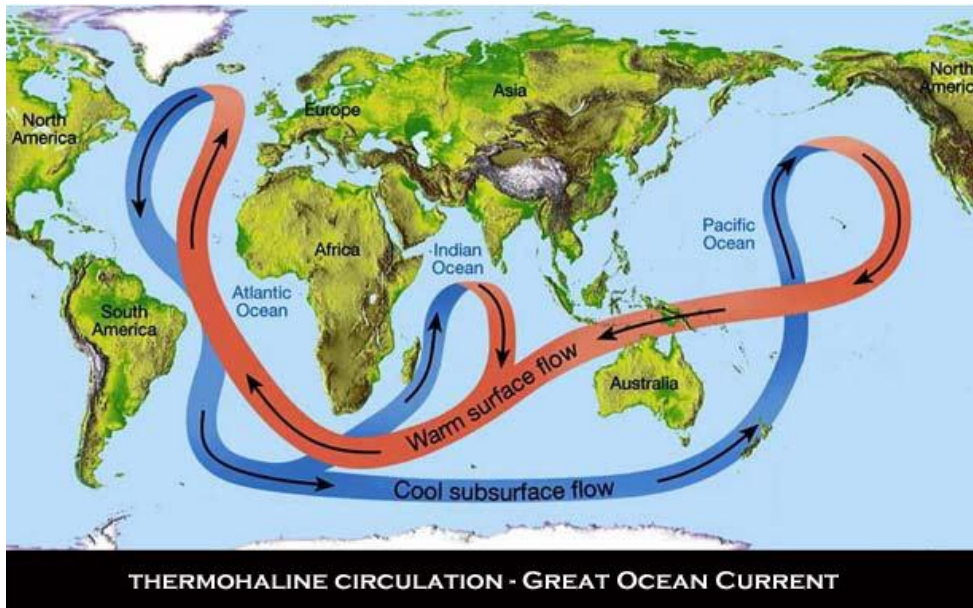 North
America
Europe
Asia
North
Americ
Pacific
Ocean
Africa
Indian
Ocean
Atlantic
Ocean
South
America
Australia
Warm surface flow
Cool subsurface flow
THERMOHALINE CIRCULATION - GREAT OCEAN CURRENT